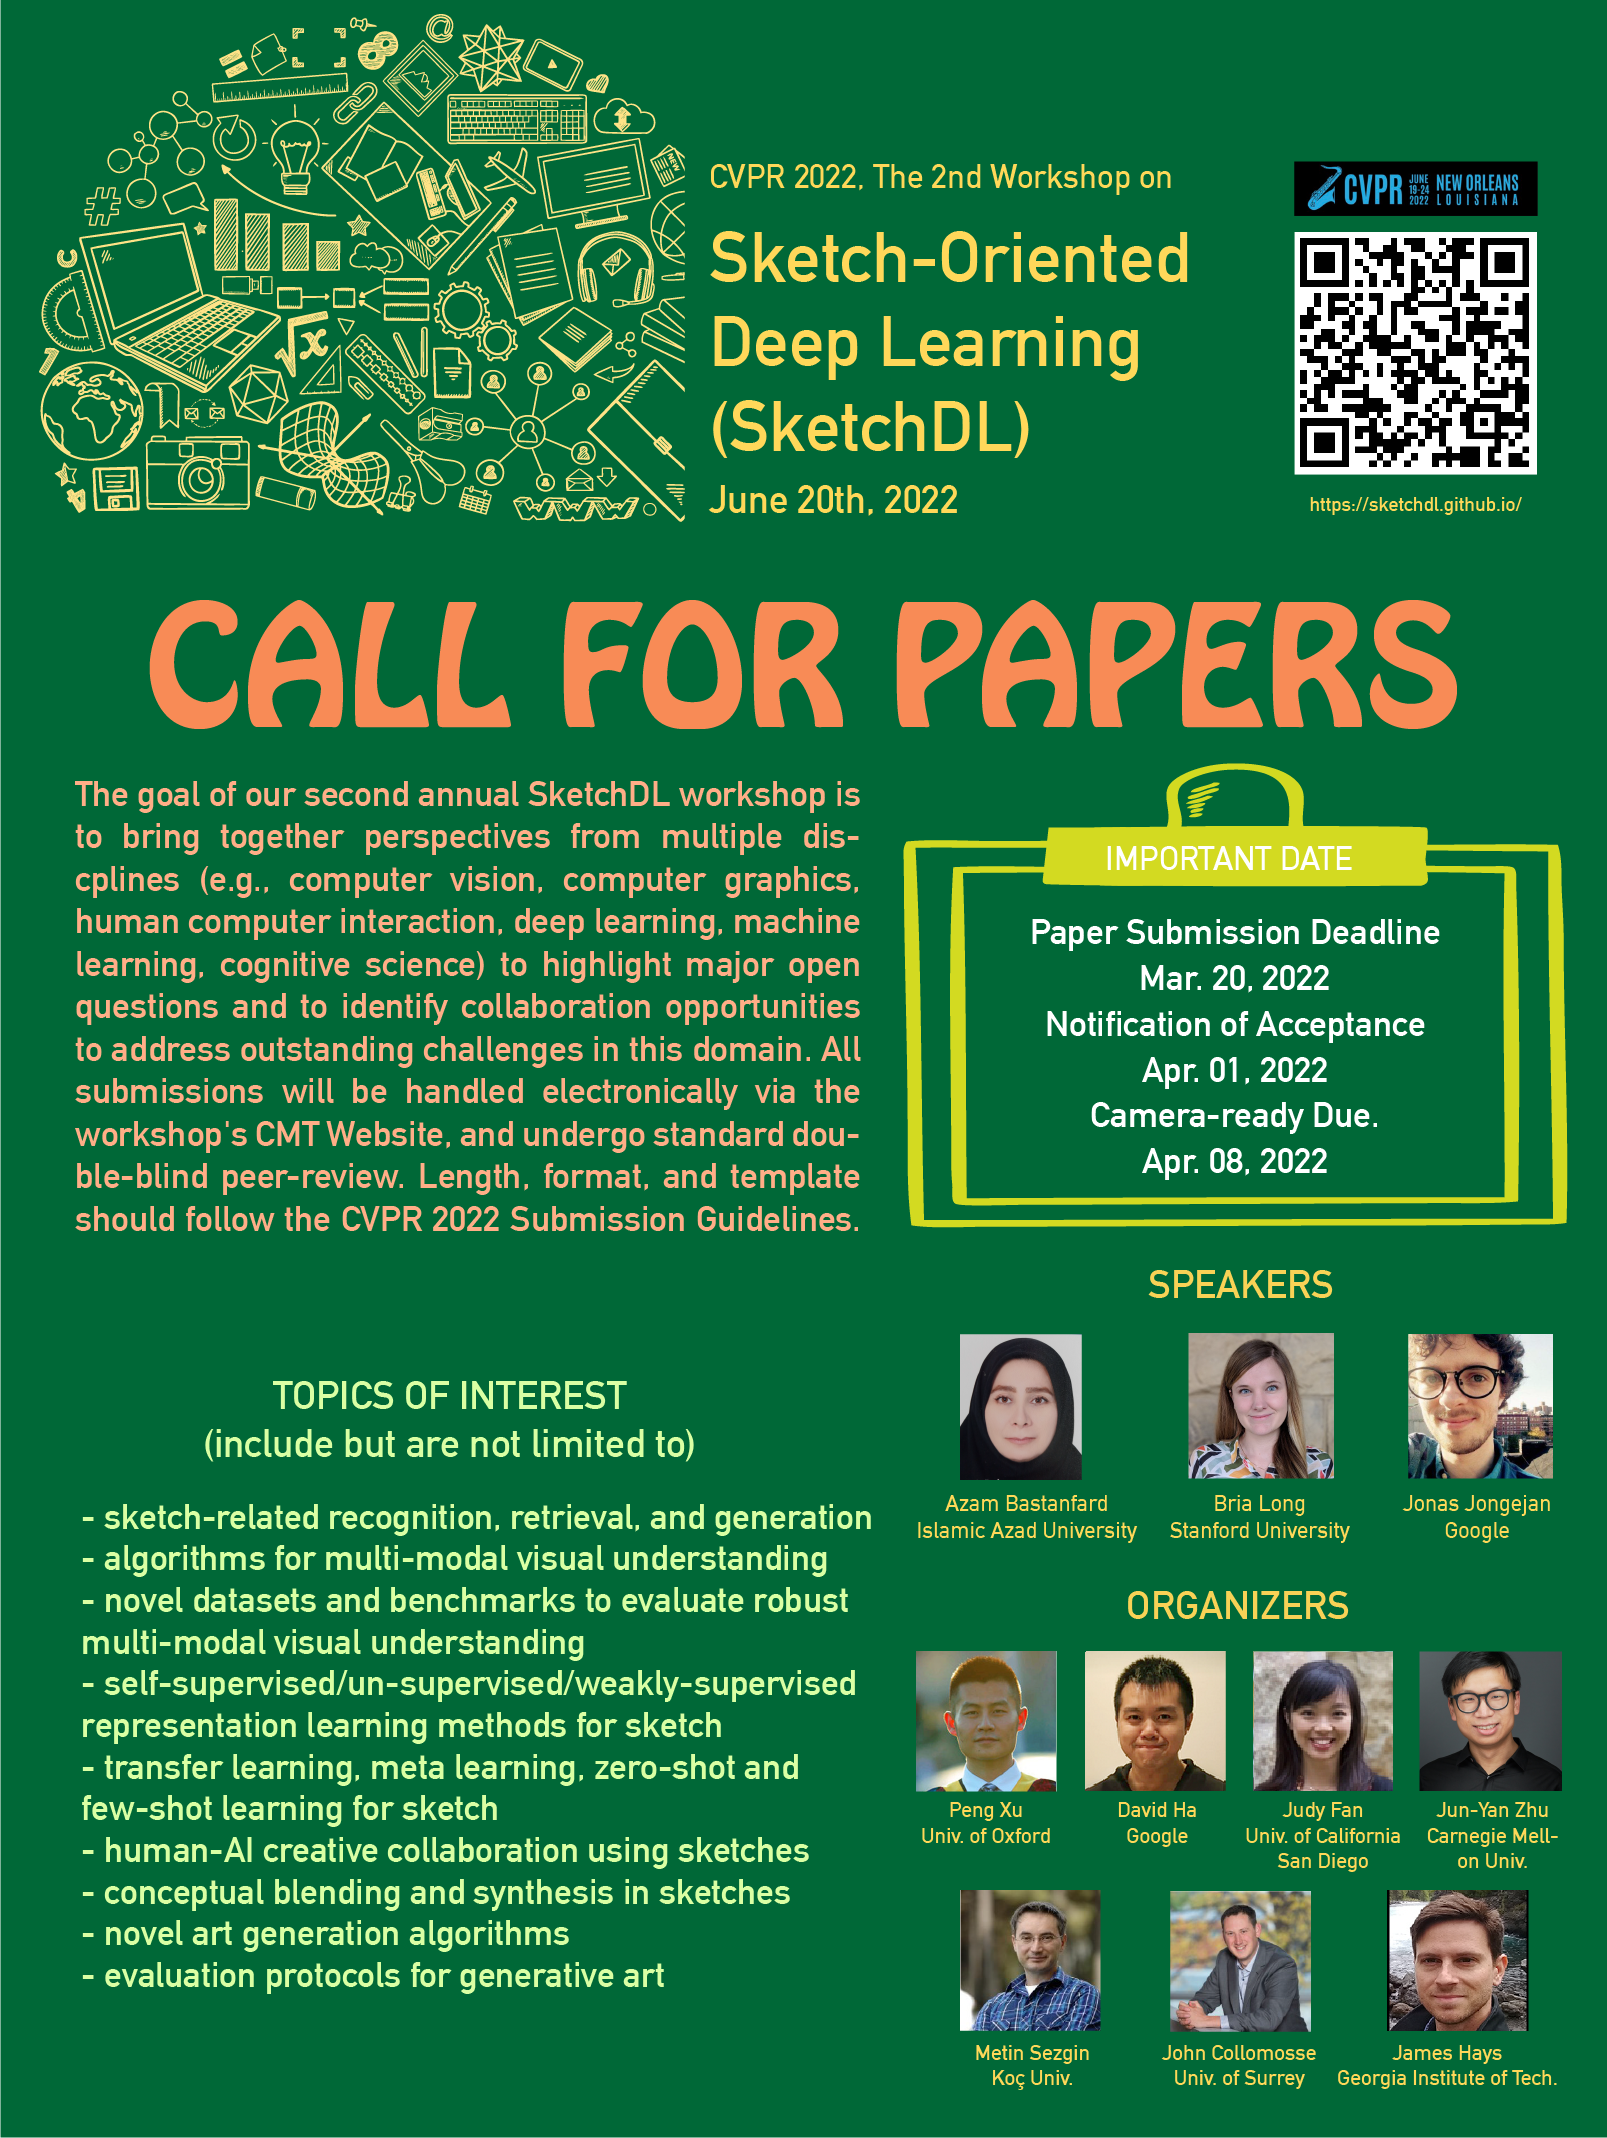 CVPR 2022, The 2nd Workshop on
Sketch-Oriented
Deep Learning
(SketchDL)
June 20th, 2022
CVPR JUNE 19-24 2022 NEW ORLEANS LOUISIANA
https://sketchdl.github.io/
@
NEW
#
√x
www
CALL FOR PAPERS
The goal of our second annual SketchDL workshop is
to bring together perspectives from multiple dis-
cplines (e.g., computer vision, computer graphics,
human computer interaction, deep learning, machine
learning, cognitive science) to highlight major open
questions and to identify collaboration opportunities
to address outstanding challenges in this domain. All
submissions will be handled electronically via the
workshop's CMT Website, and undergo standard dou-
ble-blind peer-review. Length, format, and template
should follow the CVPR 2022 Submission Guidelines.
IMPORTANT DATE
Paper Submission Deadline
Mar. 20, 2022
Notification of Acceptance
Apr. 01, 2022
Camera-ready Due.
Apr. 08, 2022
TOPICS OF INTEREST
(include but are not limited to)
- sketch-related recognition, retrieval, and generation
- algorithms for multi-modal visual understanding
- novel datasets and benchmarks to evaluate robust
multi-modal visual understanding
- self-supervised/un-supervised/weakly-supervised
representation learning methods for sketch
- transfer learning, meta learning, zero-shot and
few-shot learning for sketch
- human-AI creative collaboration using sketches
- conceptual blending and synthesis in sketches
- novel art generation algorithms
- evaluation protocols for generative art
SPEAKERS
Azam Bastanfard
Islamic Azad University
Bria Long
Stanford University
Jonas Jongejan
Google
ORGANIZERS
Peng Xu
Univ. of Oxford
David Ha
Google
Judy Fan
Univ. of California
San Diego
Jun-Yan Zhu
Carnegie Mell-
on Univ.
Metin Sezgin
Koç Univ.
John Collomosse
Univ. of Surrey
James Hays
Georgia Institute of Tech.